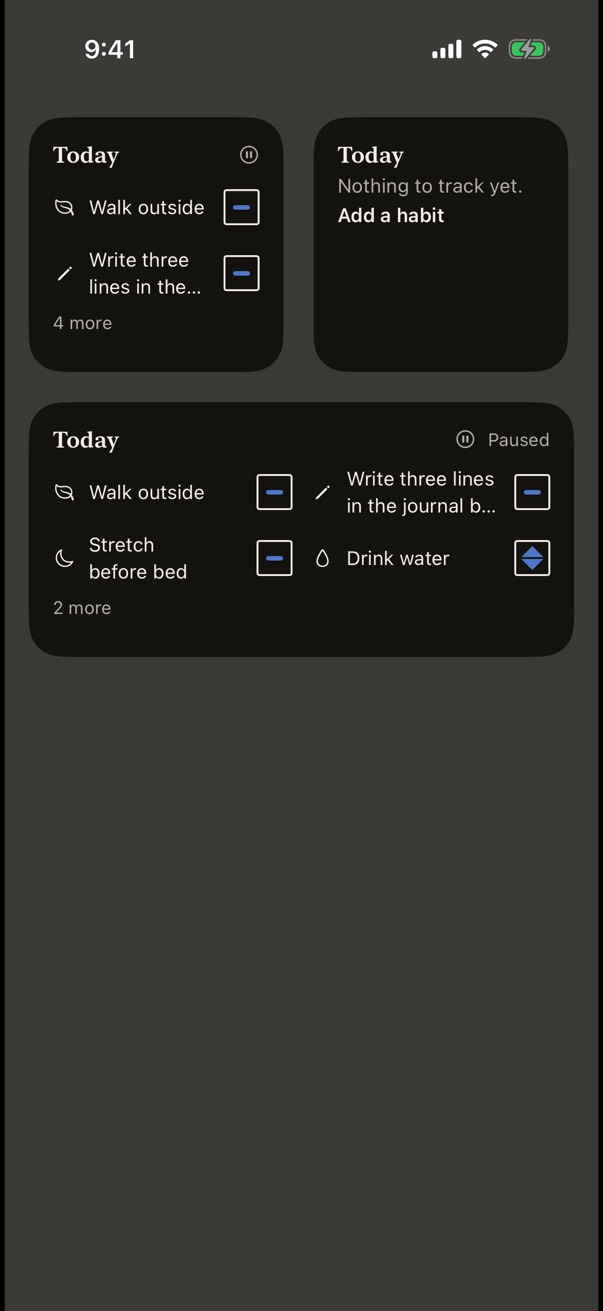 9:41
Today
Walk outside
Write three
lines in the...
4 more
Today
Nothing to track yet.
Add a habit
Today
Paused
Walk outside
Write three lines
in the journal b...
Stretch
before bed
Drink water
2 more